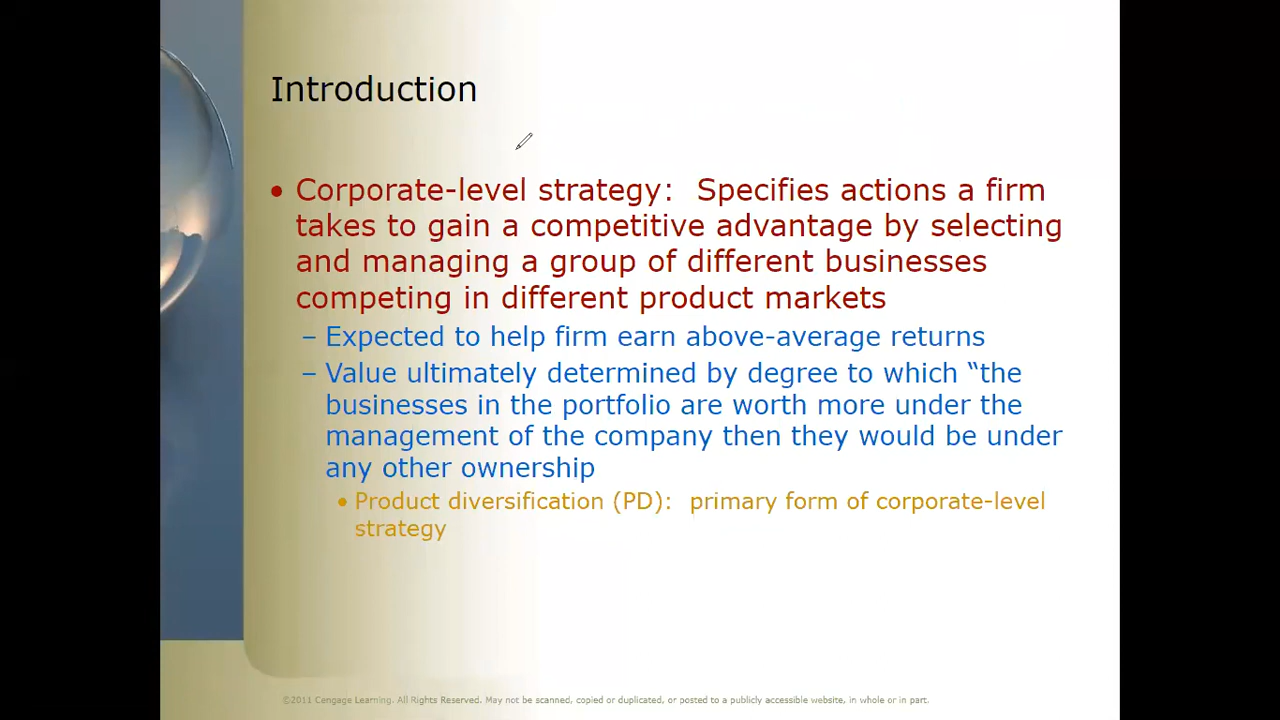 Introduction
• Corporate-level strategy:  Specifies actions a firm
takes to gain a competitive advantage by selecting
and managing a group of different businesses
competing in different product markets
– Expected to help firm earn above-average returns
– Value ultimately determined by degree to which “the
businesses in the portfolio are worth more under the
management of the company then they would be under
any other ownership
• Product diversification (PD):  primary form of corporate-level
strategy
©2011 Cengage Learning. All Rights Reserved. May not be scanned, copied or duplicated, or posted to a publicly accessible website, in whole or in part.